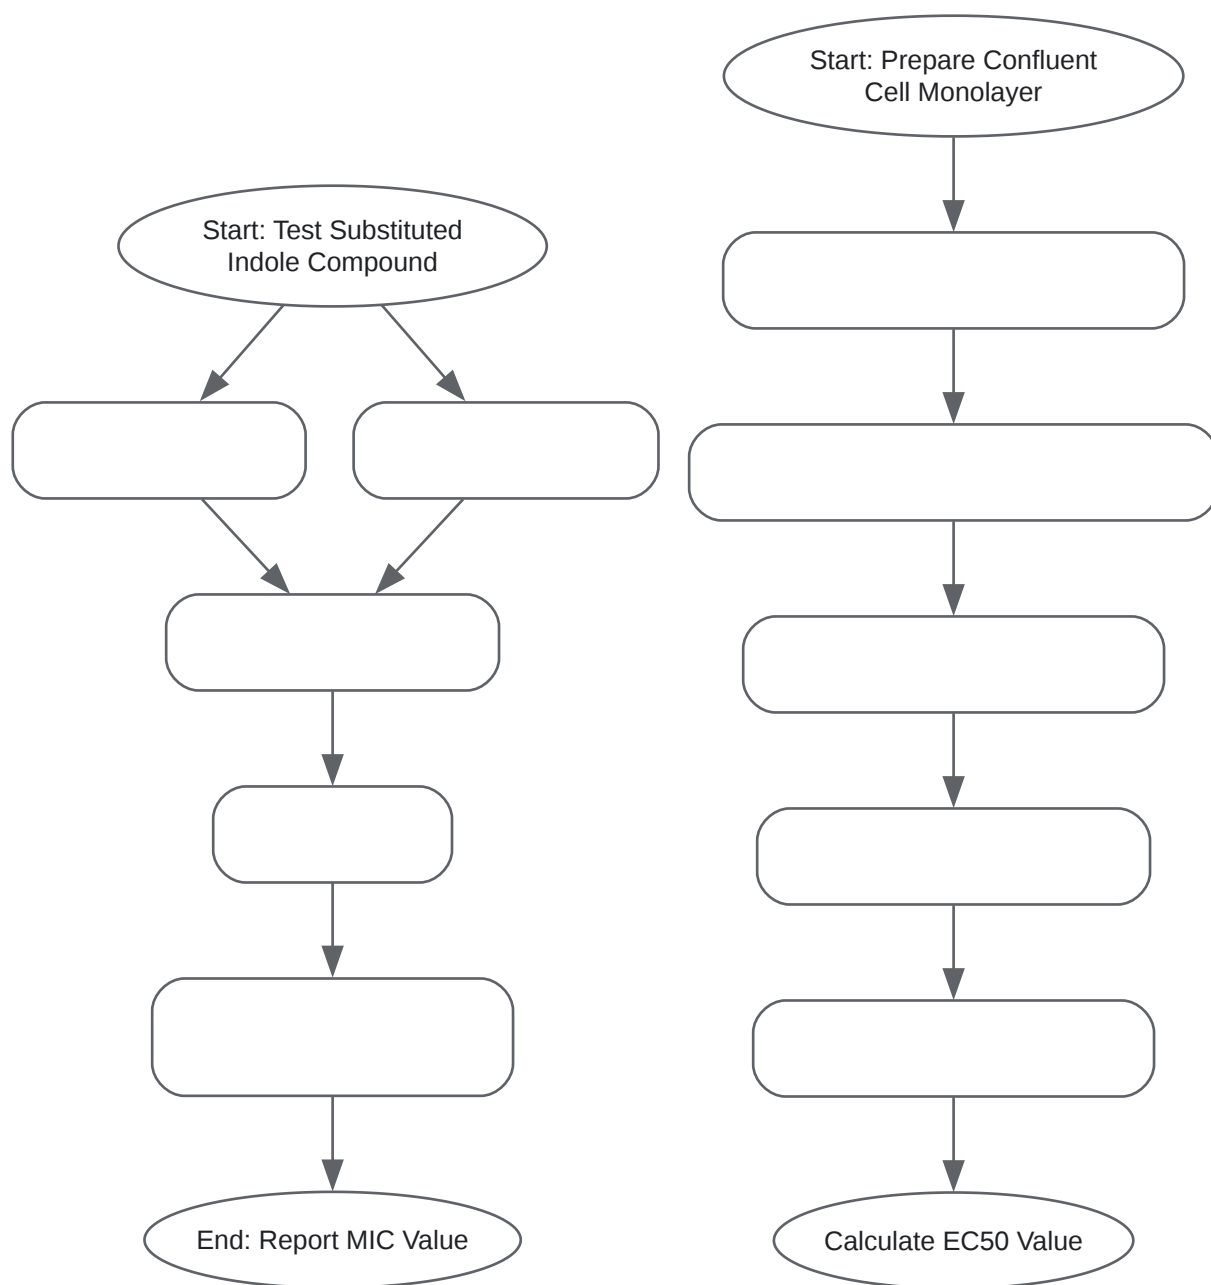 Start: Prepare Confluent
Cell Monolayer
Start: Test Substituted
Indole Compound
End: Report MIC Value
Calculate EC50 Value